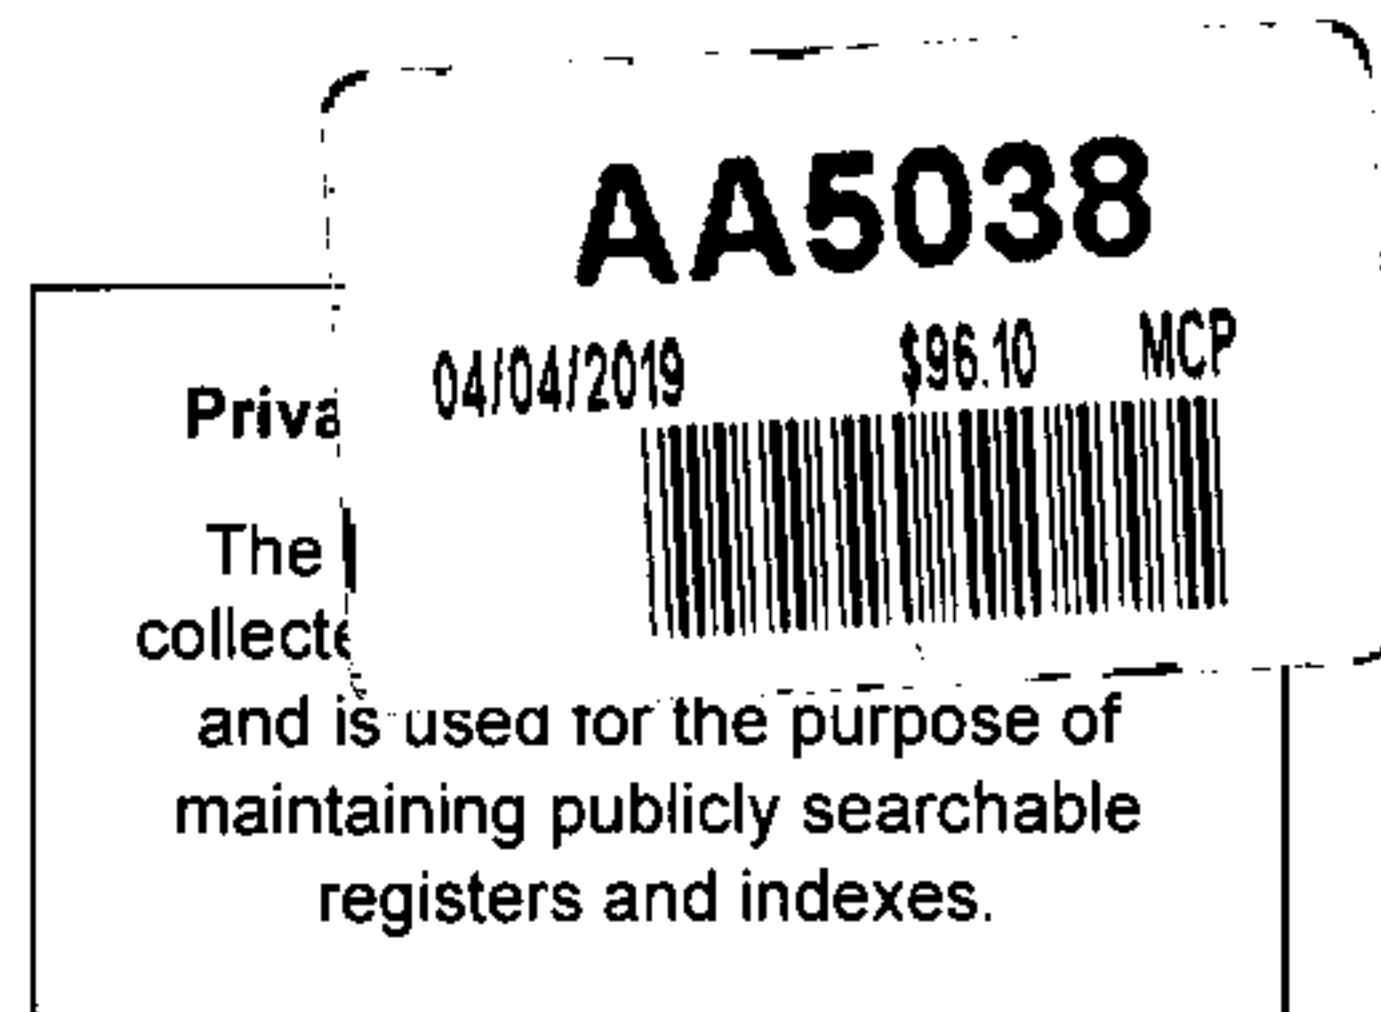 AA5038
04/04/2019 $96.10 MCP
Priva
The
collecte
and is used for the purpose of
maintaining publicly searchable
registers and indexes.